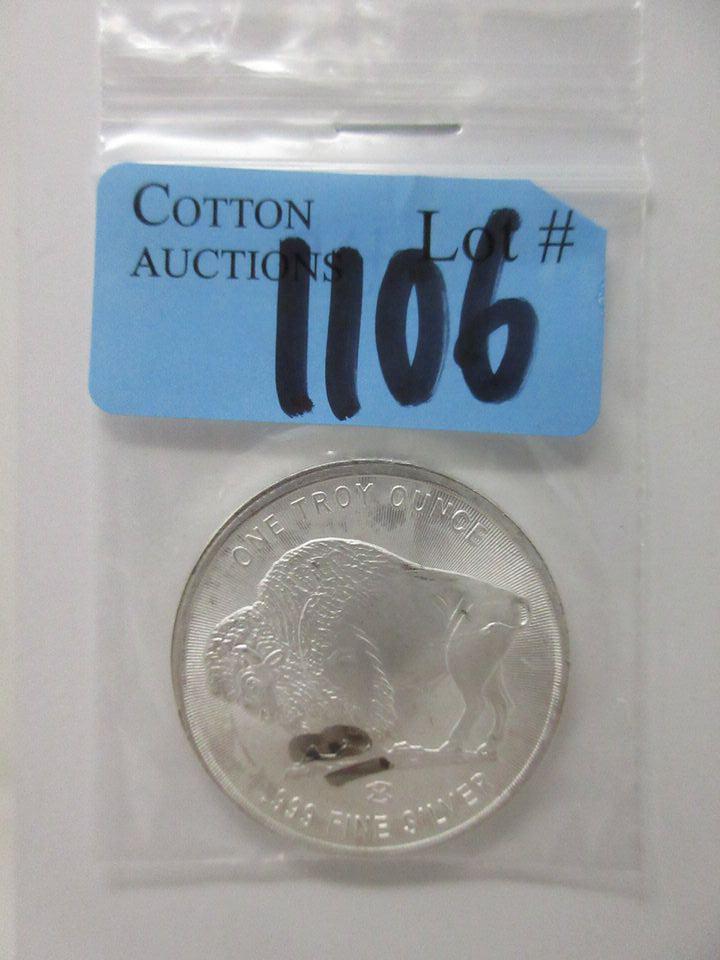 COTTON
AUCTIONS
Lot #
1106
ONE TROY OUNCE
.999 FINE SILVER